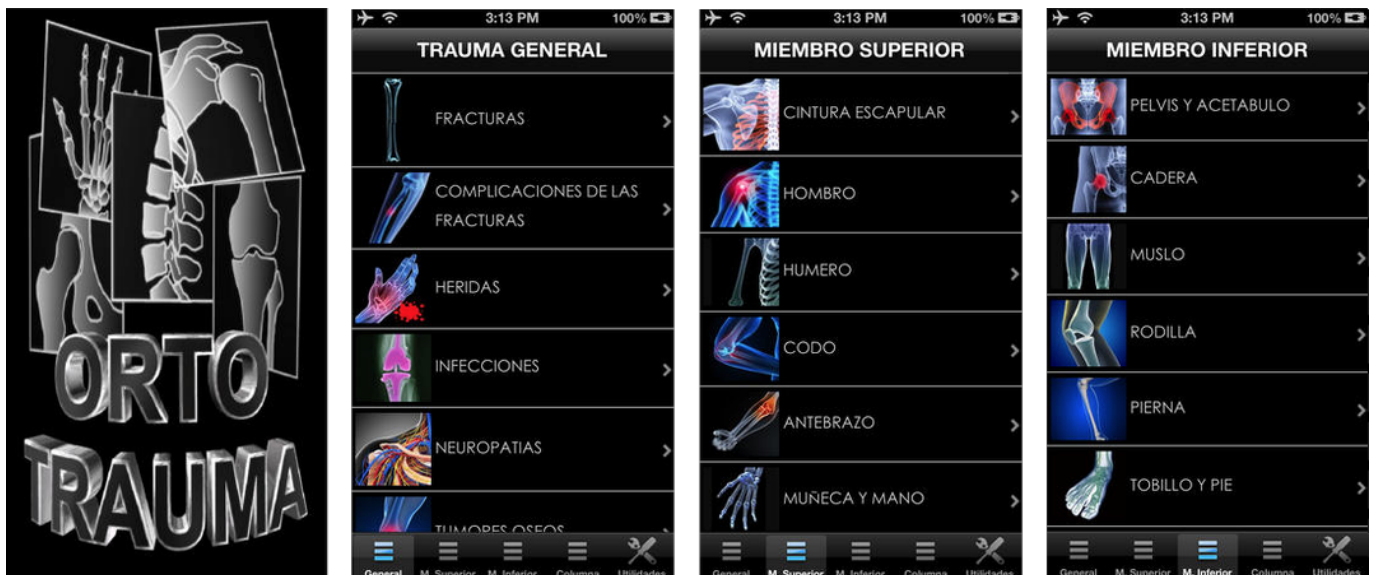 ORTO
TRAUMA
3:13 PM
100%
TRAUMA GENERAL
FRACTURAS
COMPLICACIONES DE LAS
FRACTURAS
HERIDAS
INFECCIONES
NEUROPATIAS
TUMORES OSEOS
General M. Superior M. Inferior Columna Utilidades
3:13 PM
100%
MIEMBRO SUPERIOR
CINTURA ESCAPULAR
HOMBRO
HUMERO
CODO
ANTEBRAZO
MUÑECA Y MANO
General M. Superior M. Inferior Columna Utilidades
3:13 PM
100%
MIEMBRO INFERIOR
PELVIS Y ACETABULO
CADERA
MUSLO
RODILLA
PIERNA
TOBILLO Y PIE
General M. Superior M. Inferior Columna Utilidades